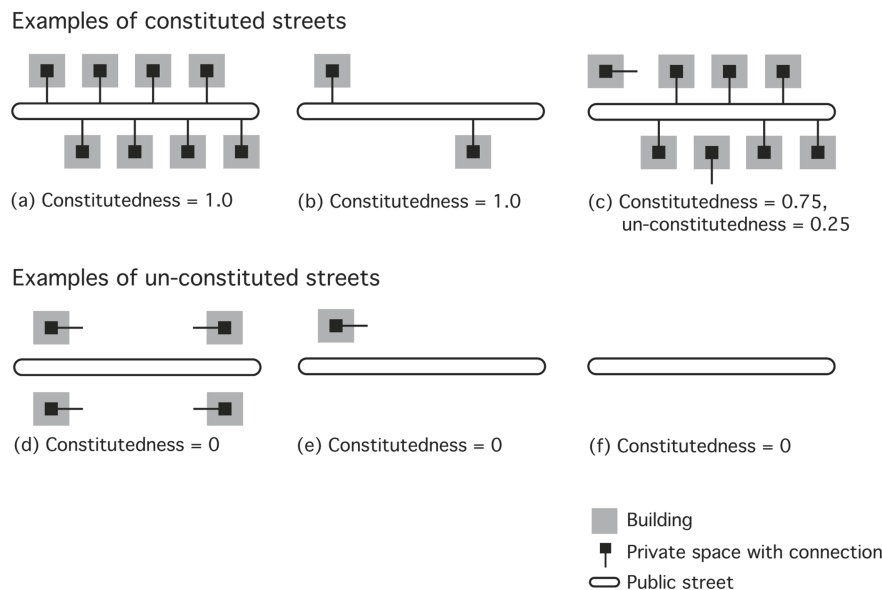 Examples of constituted streets
(a) Constitutedness = 1.0
(b) Constitutedness = 1.0
(c) Constitutedness = 0.75,
un-constitutedness = 0.25
Examples of un-constituted streets
(d) Constitutedness = 0
(e) Constitutedness = 0
(f) Constitutedness = 0
Building
Private space with connection
Public street